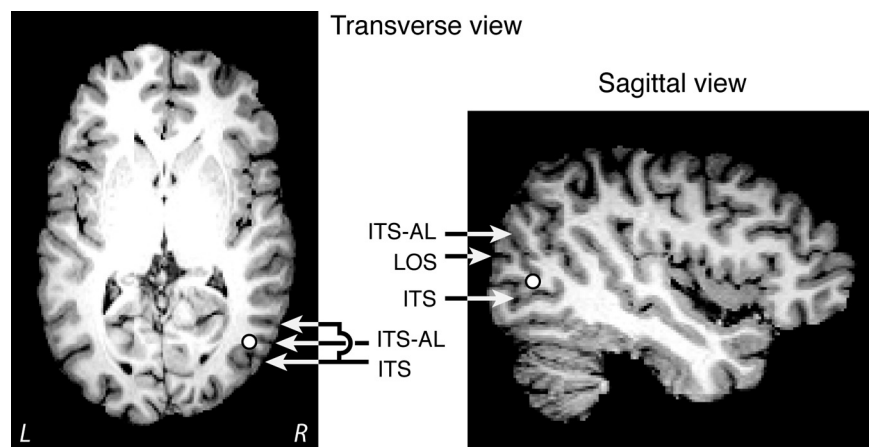 Transverse view
Sagittal view
ITS-AL
LOS
ITS
ITS-AL
ITS
L
R